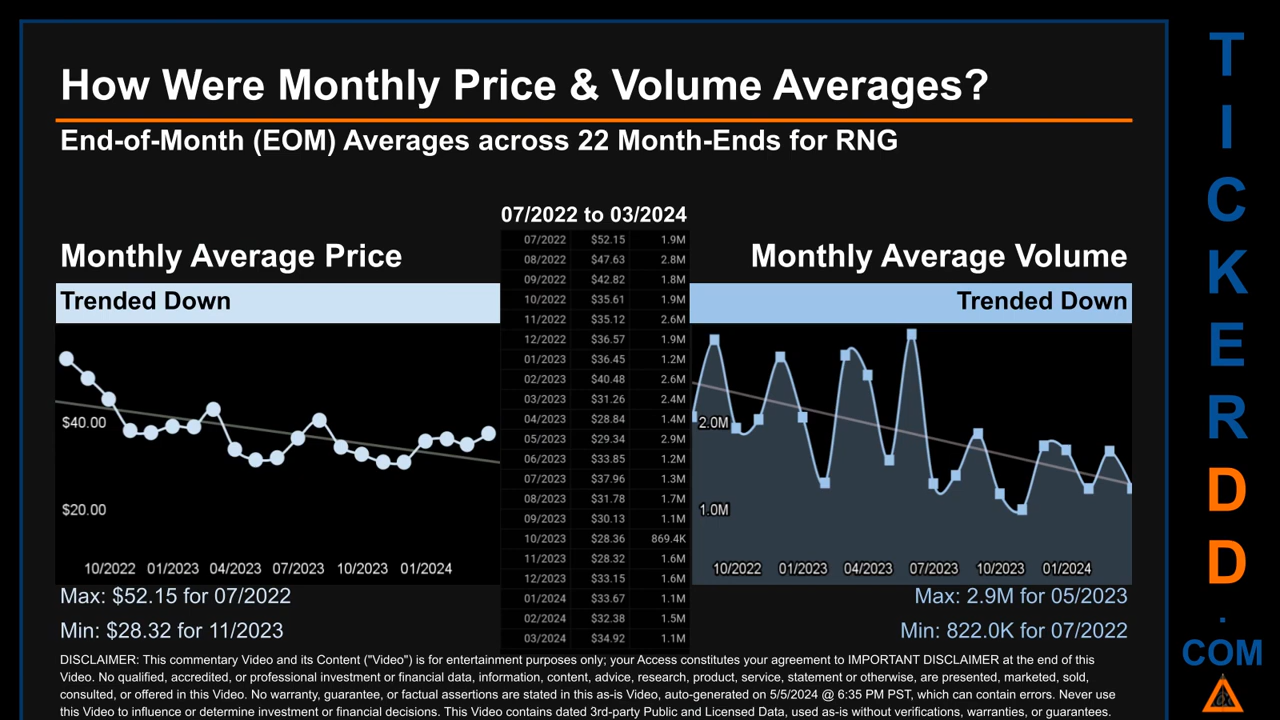 How Were Monthly Price & Volume Averages?
End-of-Month (EOM) Averages across 22 Month-Ends for RNG
07/2022 to 03/2024
Monthly Average Price
Trended Down
$40.00
$20.00
10/2022 01/2023 04/2023 07/2023 10/2023 01/2024
Max: $52.15 for 07/2022
Min: $28.32 for 11/2023
07/2022 $52.15 1.9M
08/2022 $47.63 2.8M
09/2022 $42.82 1.8M
10/2022 $35.61 1.9M
11/2022 $35.12 2.6M
12/2022 $36.57 1.9M
01/2023 $36.45 1.2M
02/2023 $40.48 2.6M
03/2023 $31.26 2.4M
04/2023 $28.84 1.4M
05/2023 $29.34 2.9M
06/2023 $33.85 1.2M
07/2023 $37.96 1.3M
08/2023 $31.78 1.7M
09/2023 $30.13 1.1M
10/2023 $28.36 869.4K
11/2023 $28.32 1.6M
12/2023 $33.15 1.6M
01/2024 $33.67 1.1M
02/2024 $32.38 1.5M
03/2024 $34.92 1.1M
Monthly Average Volume
Trended Down
2.0M
1.0M
10/2022 01/2023 04/2023 07/2023 10/2023 01/2024
Max: 2.9M for 05/2023
Min: 822.0K for 07/2022
DISCLAIMER: This commentary Video and its Content ("Video") is for entertainment purposes only; your Access constitutes your agreement to IMPORTANT DISCLAIMER at the end of this
Video. No qualified, accredited, or professional investment or financial data, information, content, advice, research, product, service, statement or otherwise, are presented, marketed, sold,
consulted, or offered in this Video. No warranty, guarantee, or factual assertions are stated in this as-is Video, auto-generated on 5/5/2024 @ 6:35 PM PST, which can contain errors. Never use
this Video to influence or determine investment or financial decisions. This Video contains dated 3rd-party Public and Licensed Data, used as-is without verifications, warranties, or guarantees.
T
I
C
K
E
R
D
D
.
COM